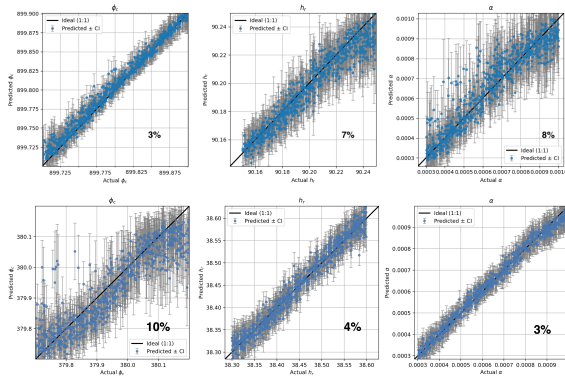 ϕc
899.900
899.875
899.850
899.825
899.800
899.775
899.750
899.725
Predicted ϕc
Ideal (1:1)
Predicted ± CI
3%
899.725
899.775
899.825
899.875
Actual ϕc
hr
90.24
90.22
90.20
90.18
90.16
Predicted hr
Ideal (1:1)
Predicted ± CI
7%
90.16
90.18
90.20
90.22
90.24
Actual hr
α
0.0010
0.0009
0.0008
0.0007
0.0006
0.0005
0.0004
0.0003
Predicted α
8%
Ideal (1:1)
Predicted ± CI
0.0003
0.0004
0.0005
0.0006
0.0007
0.0008
0.0009
0.0010
Actual α
ϕc
380.1
380.0
379.9
379.8
Predicted ϕc
10%
Ideal (1:1)
Predicted ± CI
379.8
379.9
380.0
380.1
Actual ϕc
hr
38.60
38.55
38.50
38.45
38.40
38.35
38.30
Predicted hr
Ideal (1:1)
Predicted ± CI
4%
38.30
38.35
38.40
38.45
38.50
38.55
38.60
Actual hr
α
0.0009
0.0008
0.0007
0.0006
0.0005
0.0004
0.0003
Predicted α
Ideal (1:1)
Predicted ± CI
3%
0.0003
0.0004
0.0005
0.0006
0.0007
0.0008
0.0009
Actual α